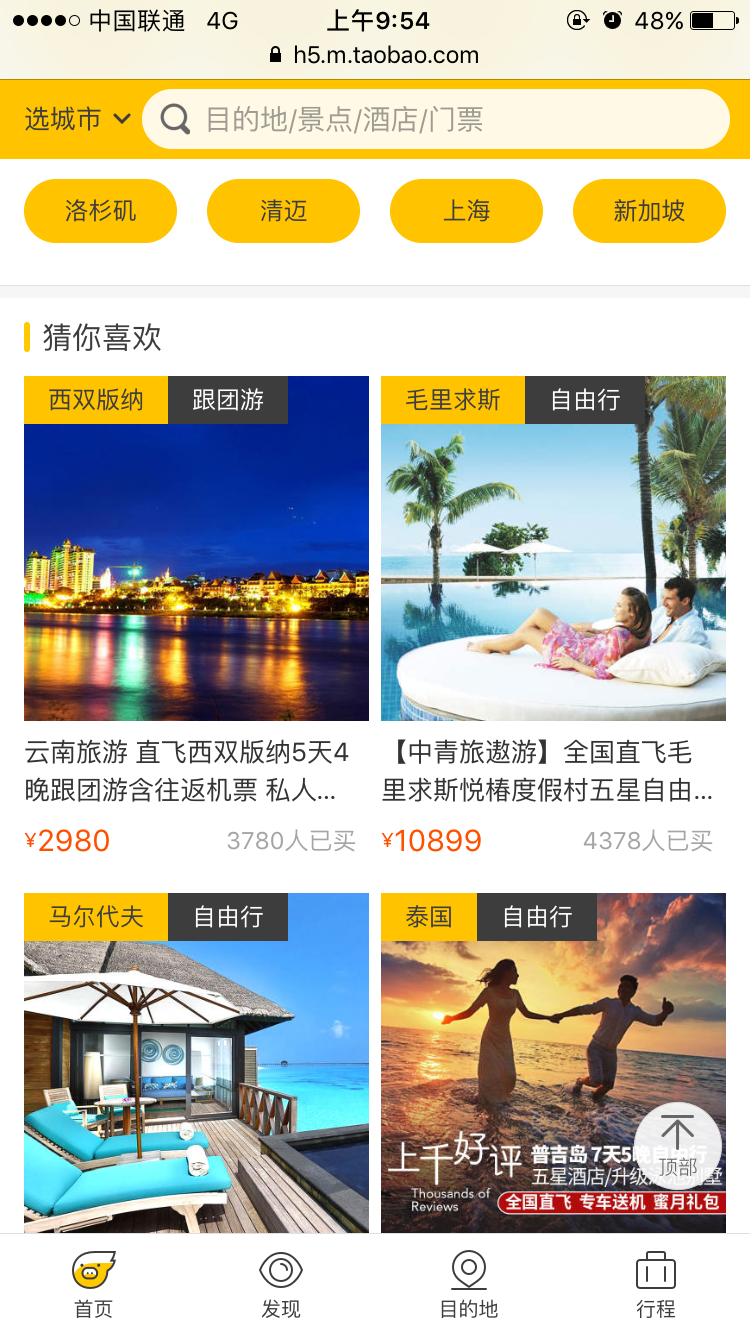 中国联通 4G 上午9:54 48%
h5.m.taobao.com
选城市 目的地/景点/酒店/门票
洛杉矶 清迈 上海 新加坡
猜你喜欢
西双版纳 跟团游
毛里求斯 自由行
云南旅游 直飞西双版纳5天4
晚跟团游含往返机票 私人...
¥2980 3780人已买
【中青旅遨游】全国直飞毛
里求斯悦椿度假村五星自由...
¥10899 4378人已买
马尔代夫 自由行
泰国 自由行
上千好评
Thousands of
Reviews
普吉岛 7天5晚自由行
五星酒店/升级泳池别墅
全国直飞 专车送机 蜜月礼包
顶部
首页 发现 目的地 行程